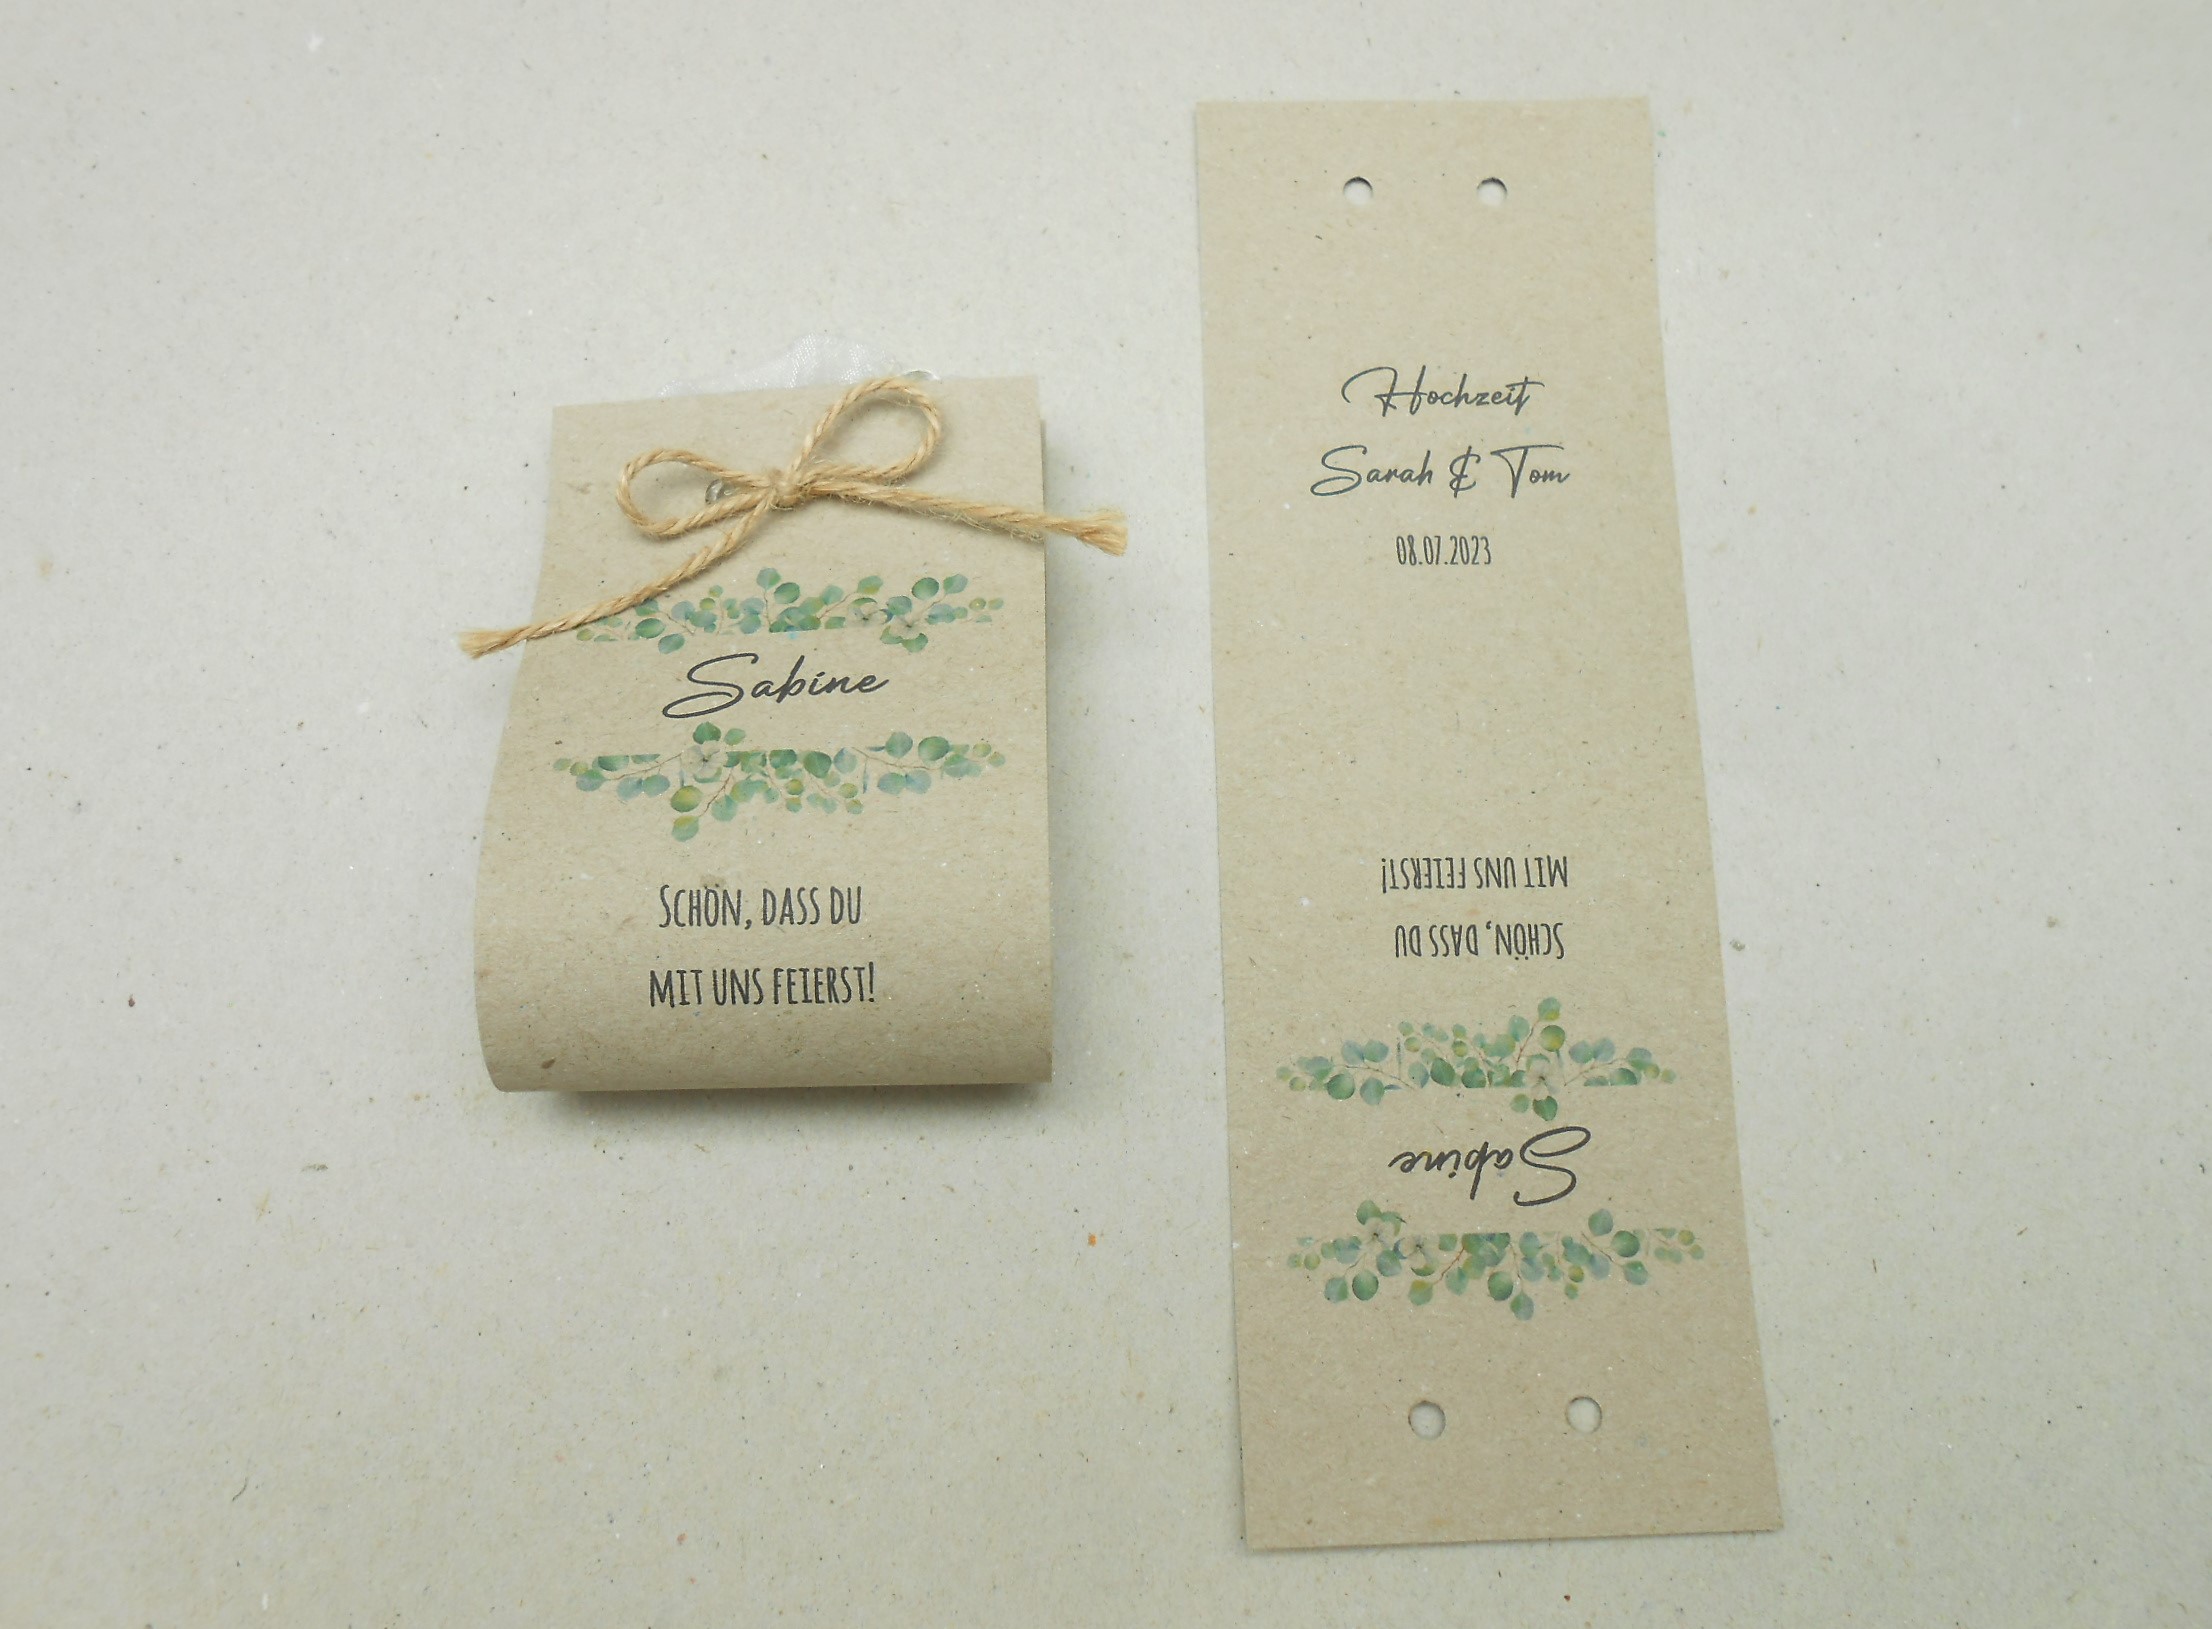 Sabine
SCHÖN, DASS DU
MIT UNS FEIERST!
Hochzeit
Sarah & Tom
08.07.2023
Sabine
SCHÖN, DASS DU
MIT UNS FEIERST!